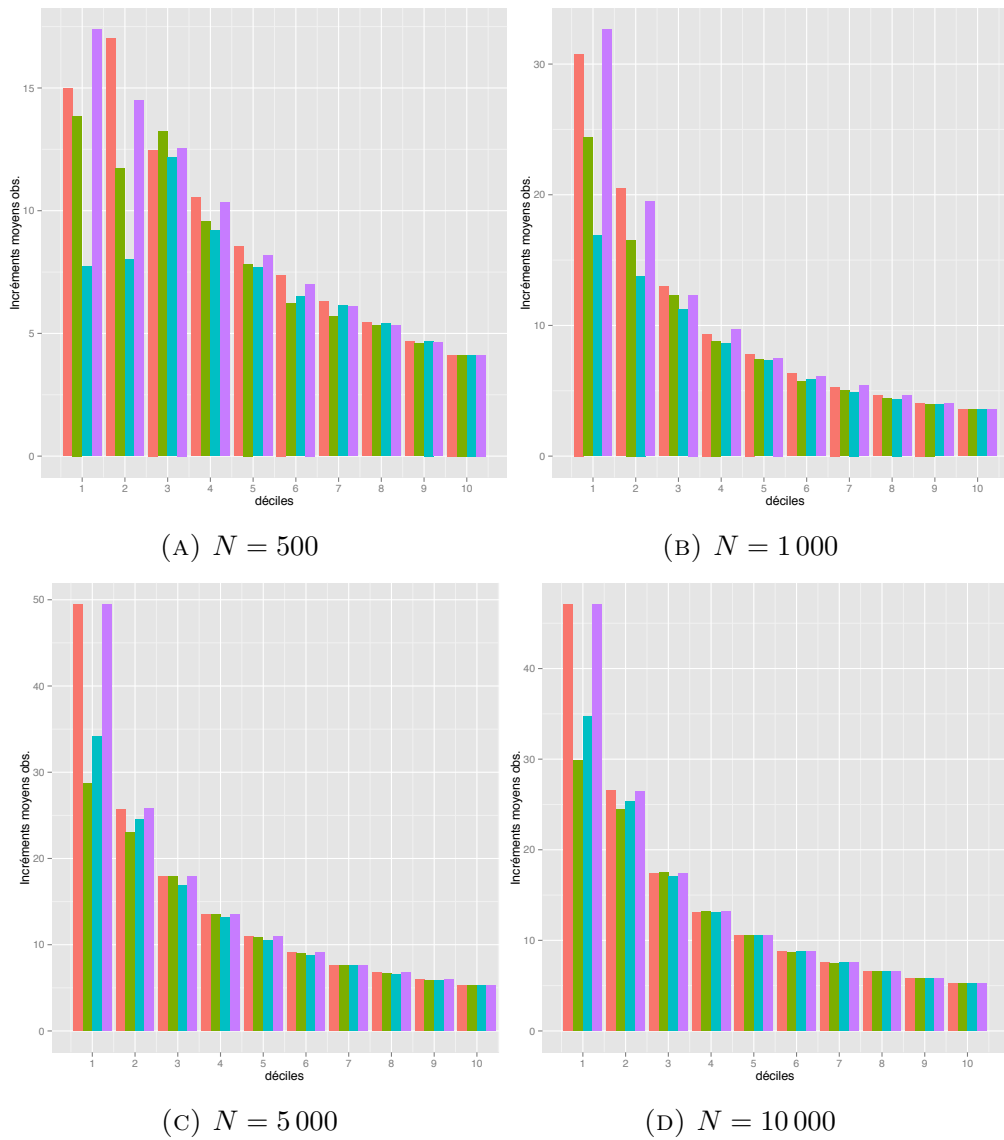 15
10
5
0
Incréments moyens obs.
1 2 3 4 5 6 7 8 9 10
déciles
(A) N = 500
30
20
10
0
Incréments moyens obs.
1 2 3 4 5 6 7 8 9 10
déciles
(B) N = 1 000
50
40
30
20
10
0
Incréments moyens obs.
1 2 3 4 5 6 7 8 9 10
déciles
(C) N = 5 000
40
30
20
10
0
Incréments moyens obs.
1 2 3 4 5 6 7 8 9 10
déciles
(D) N = 10 000